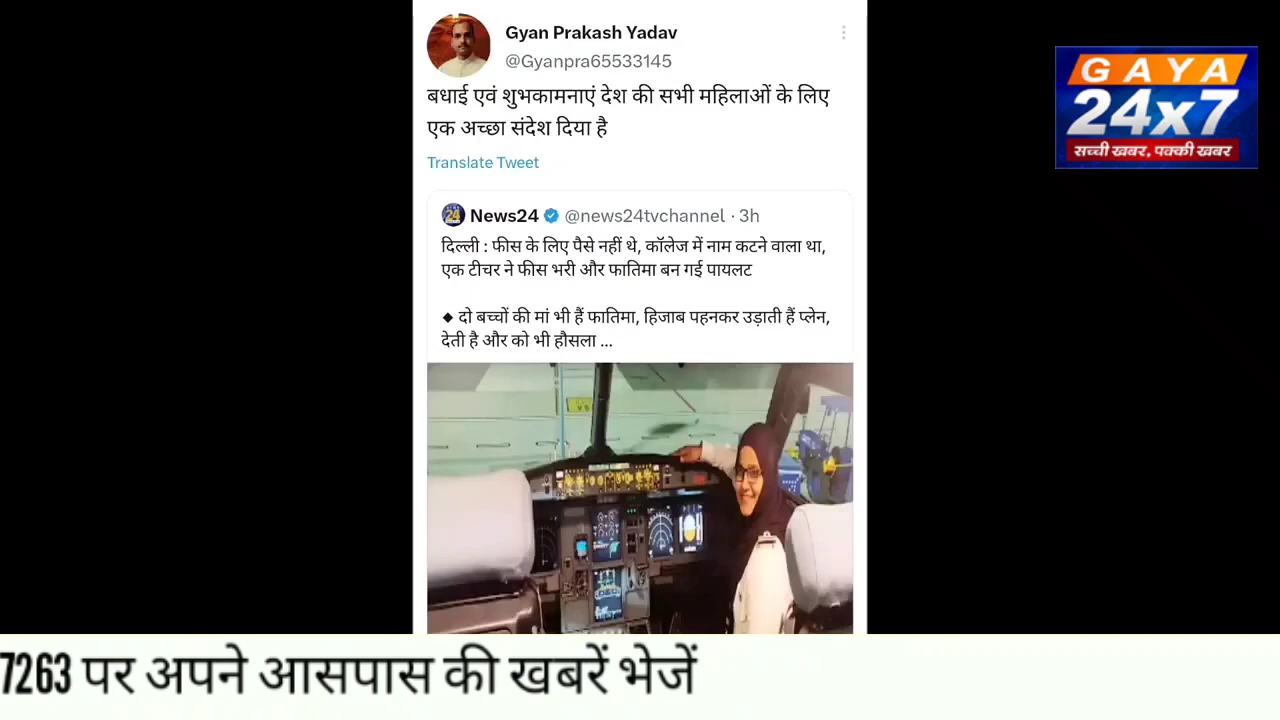 Gyan Prakash Yadav
@Gyanpra65533145
बधाई एवं शुभकामनाएं देश की सभी महिलाओं के लिए
एक अच्छा संदेश दिया है
Translate Tweet
News24 @news24tvchannel · 3h
दिल्ली : फीस के लिए पैसे नहीं थे, कॉलेज में नाम कटने वाला था,
एक टीचर ने फीस भरी और फातिमा बन गई पायलट
◆ दो बच्चों की मां भी हैं फातिमा, हिजाब पहनकर उड़ाती हैं प्लेन,
देती है और को भी हौसला ...
GAYA
24x7
सच्ची खबर, पक्की खबर
7263 पर अपने आसपास की खबरें भेजें